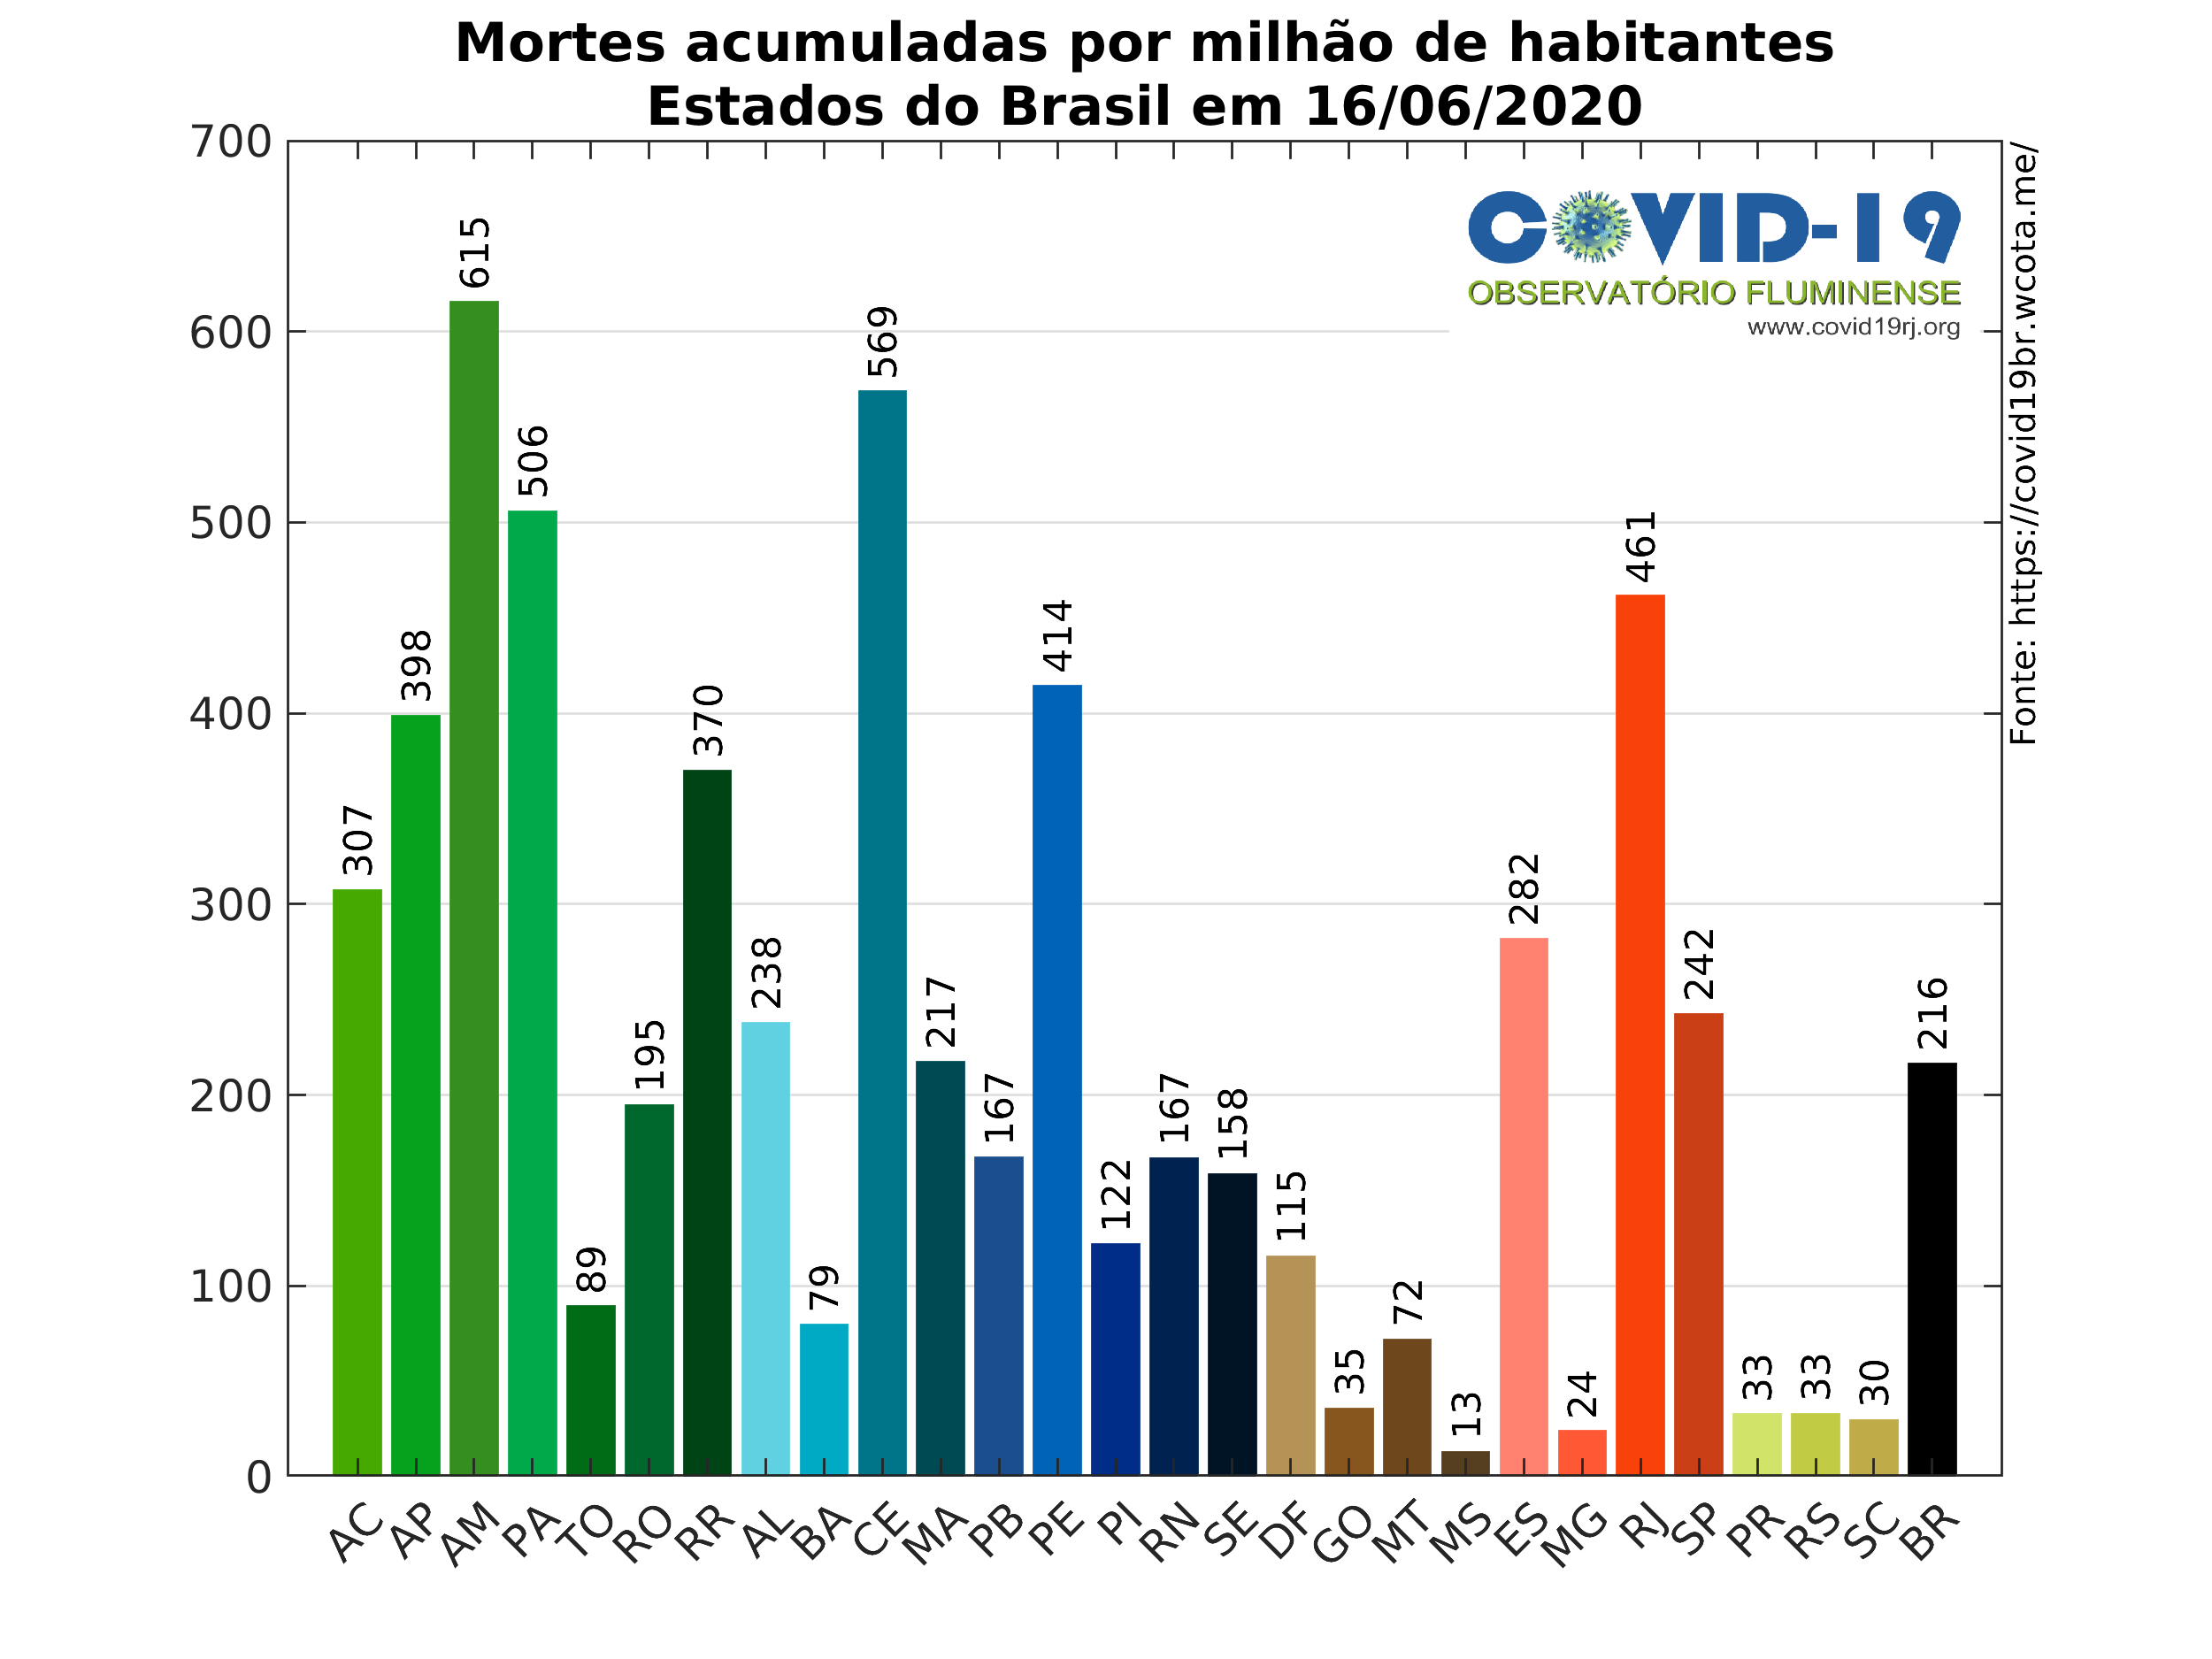 Mortes acumuladas por milhão de habitantes
Estados do Brasil em 16/06/2020
700
600
500
400
300
200
100
0
307
398
615
506
89
195
370
238
79
569
217
167
414
122
167
158
115
35
72
13
282
24
461
242
33
33
30
216
AC
AP
AM
PA
TO
RO
RR
AL
BA
CE
MA
PB
PE
PI
RN
SE
DF
GO
MT
MS
ES
MG
RJ
SP
PR
RS
SC
BR
COVID-19
OBSERVATÓRIO FLUMINENSE
www.covid19rj.org
Fonte: https://covid19br.wcota.me/